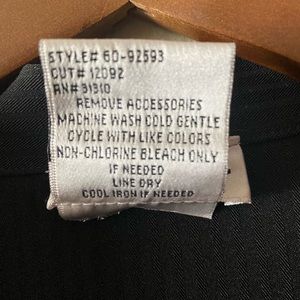 STYLE# 60-92593
CUT# 12092
RN# 31310
REMOVE ACCESSORIES
MACHINE WASH COLD GENTLE
CYCLE WITH LIKE COLORS
NON-CHLORINE BLEACH ONLY
IF NEEDED
LINE DRY
COOL IRON IF NEEDED